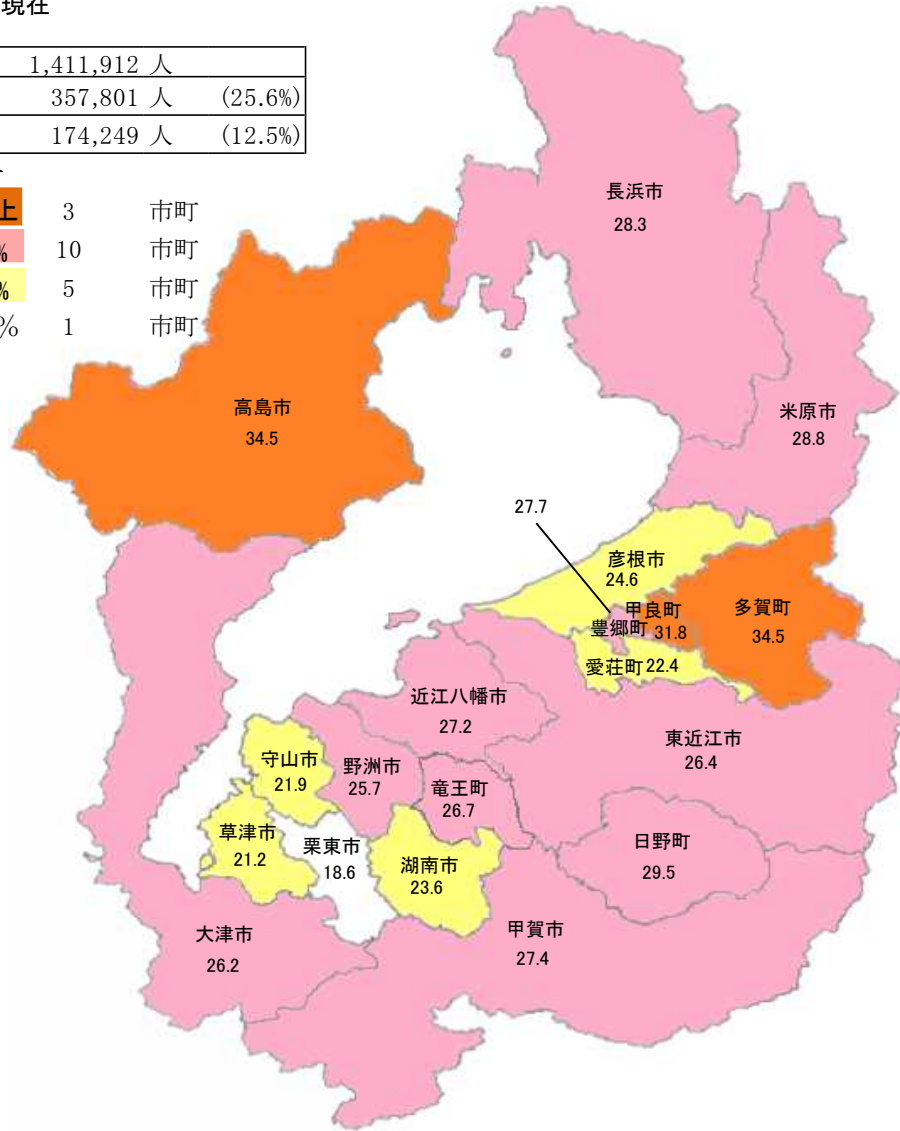 現在
1,411,912 人
357,801 人 (25.6%)
174,249 人 (12.5%)
上 3 市町
% 10 市町
% 5 市町
% 1 市町
長浜市
28.3
米原市
28.8
高島市
34.5
27.7
彦根市
24.6
甲良町
31.8
豊郷町
多賀町
34.5
愛荘町 22.4
近江八幡市
27.2
東近江市
26.4
守山市
21.9
野洲市
25.7
竜王町
26.7
草津市
21.2
栗東市
18.6
湖南市
23.6
日野町
29.5
大津市
26.2
甲賀市
27.4